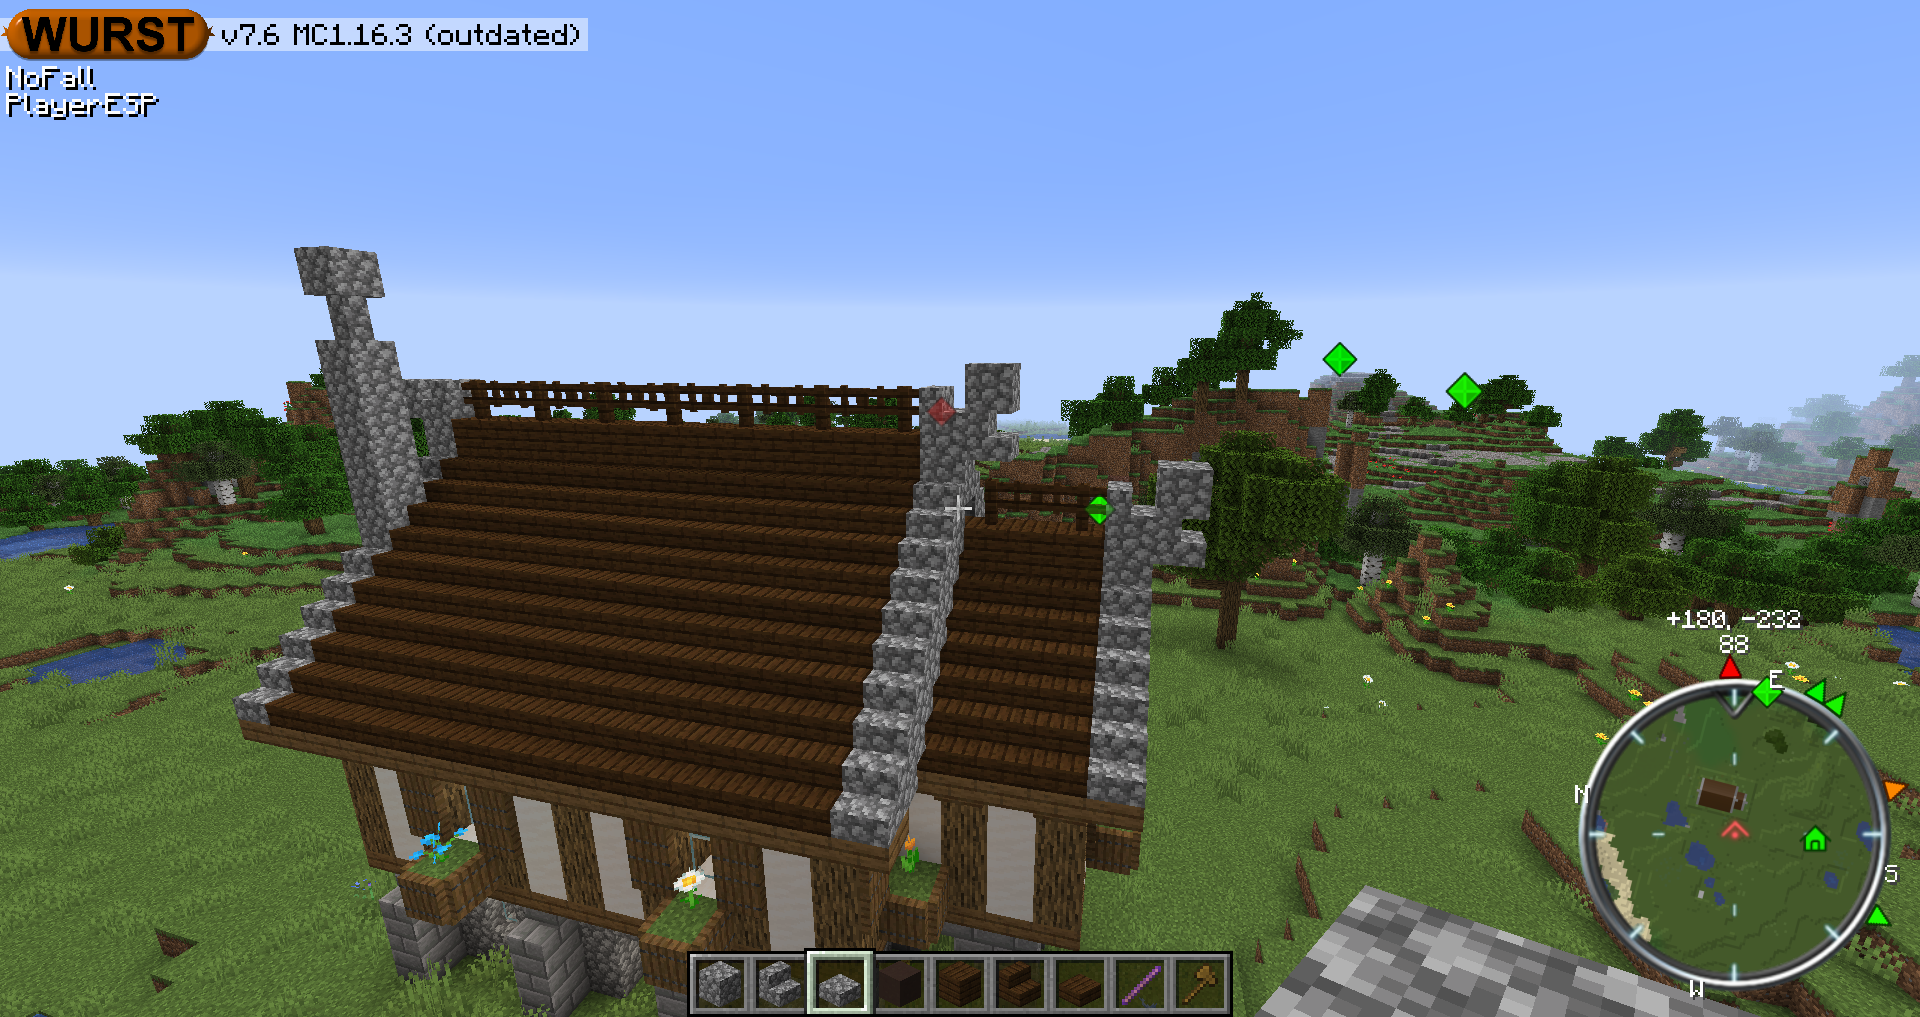 WURST v7.6 MC1.16.3 (outdated)
NoFall
PlayerESP
+180, -232
88
E
N
S
W